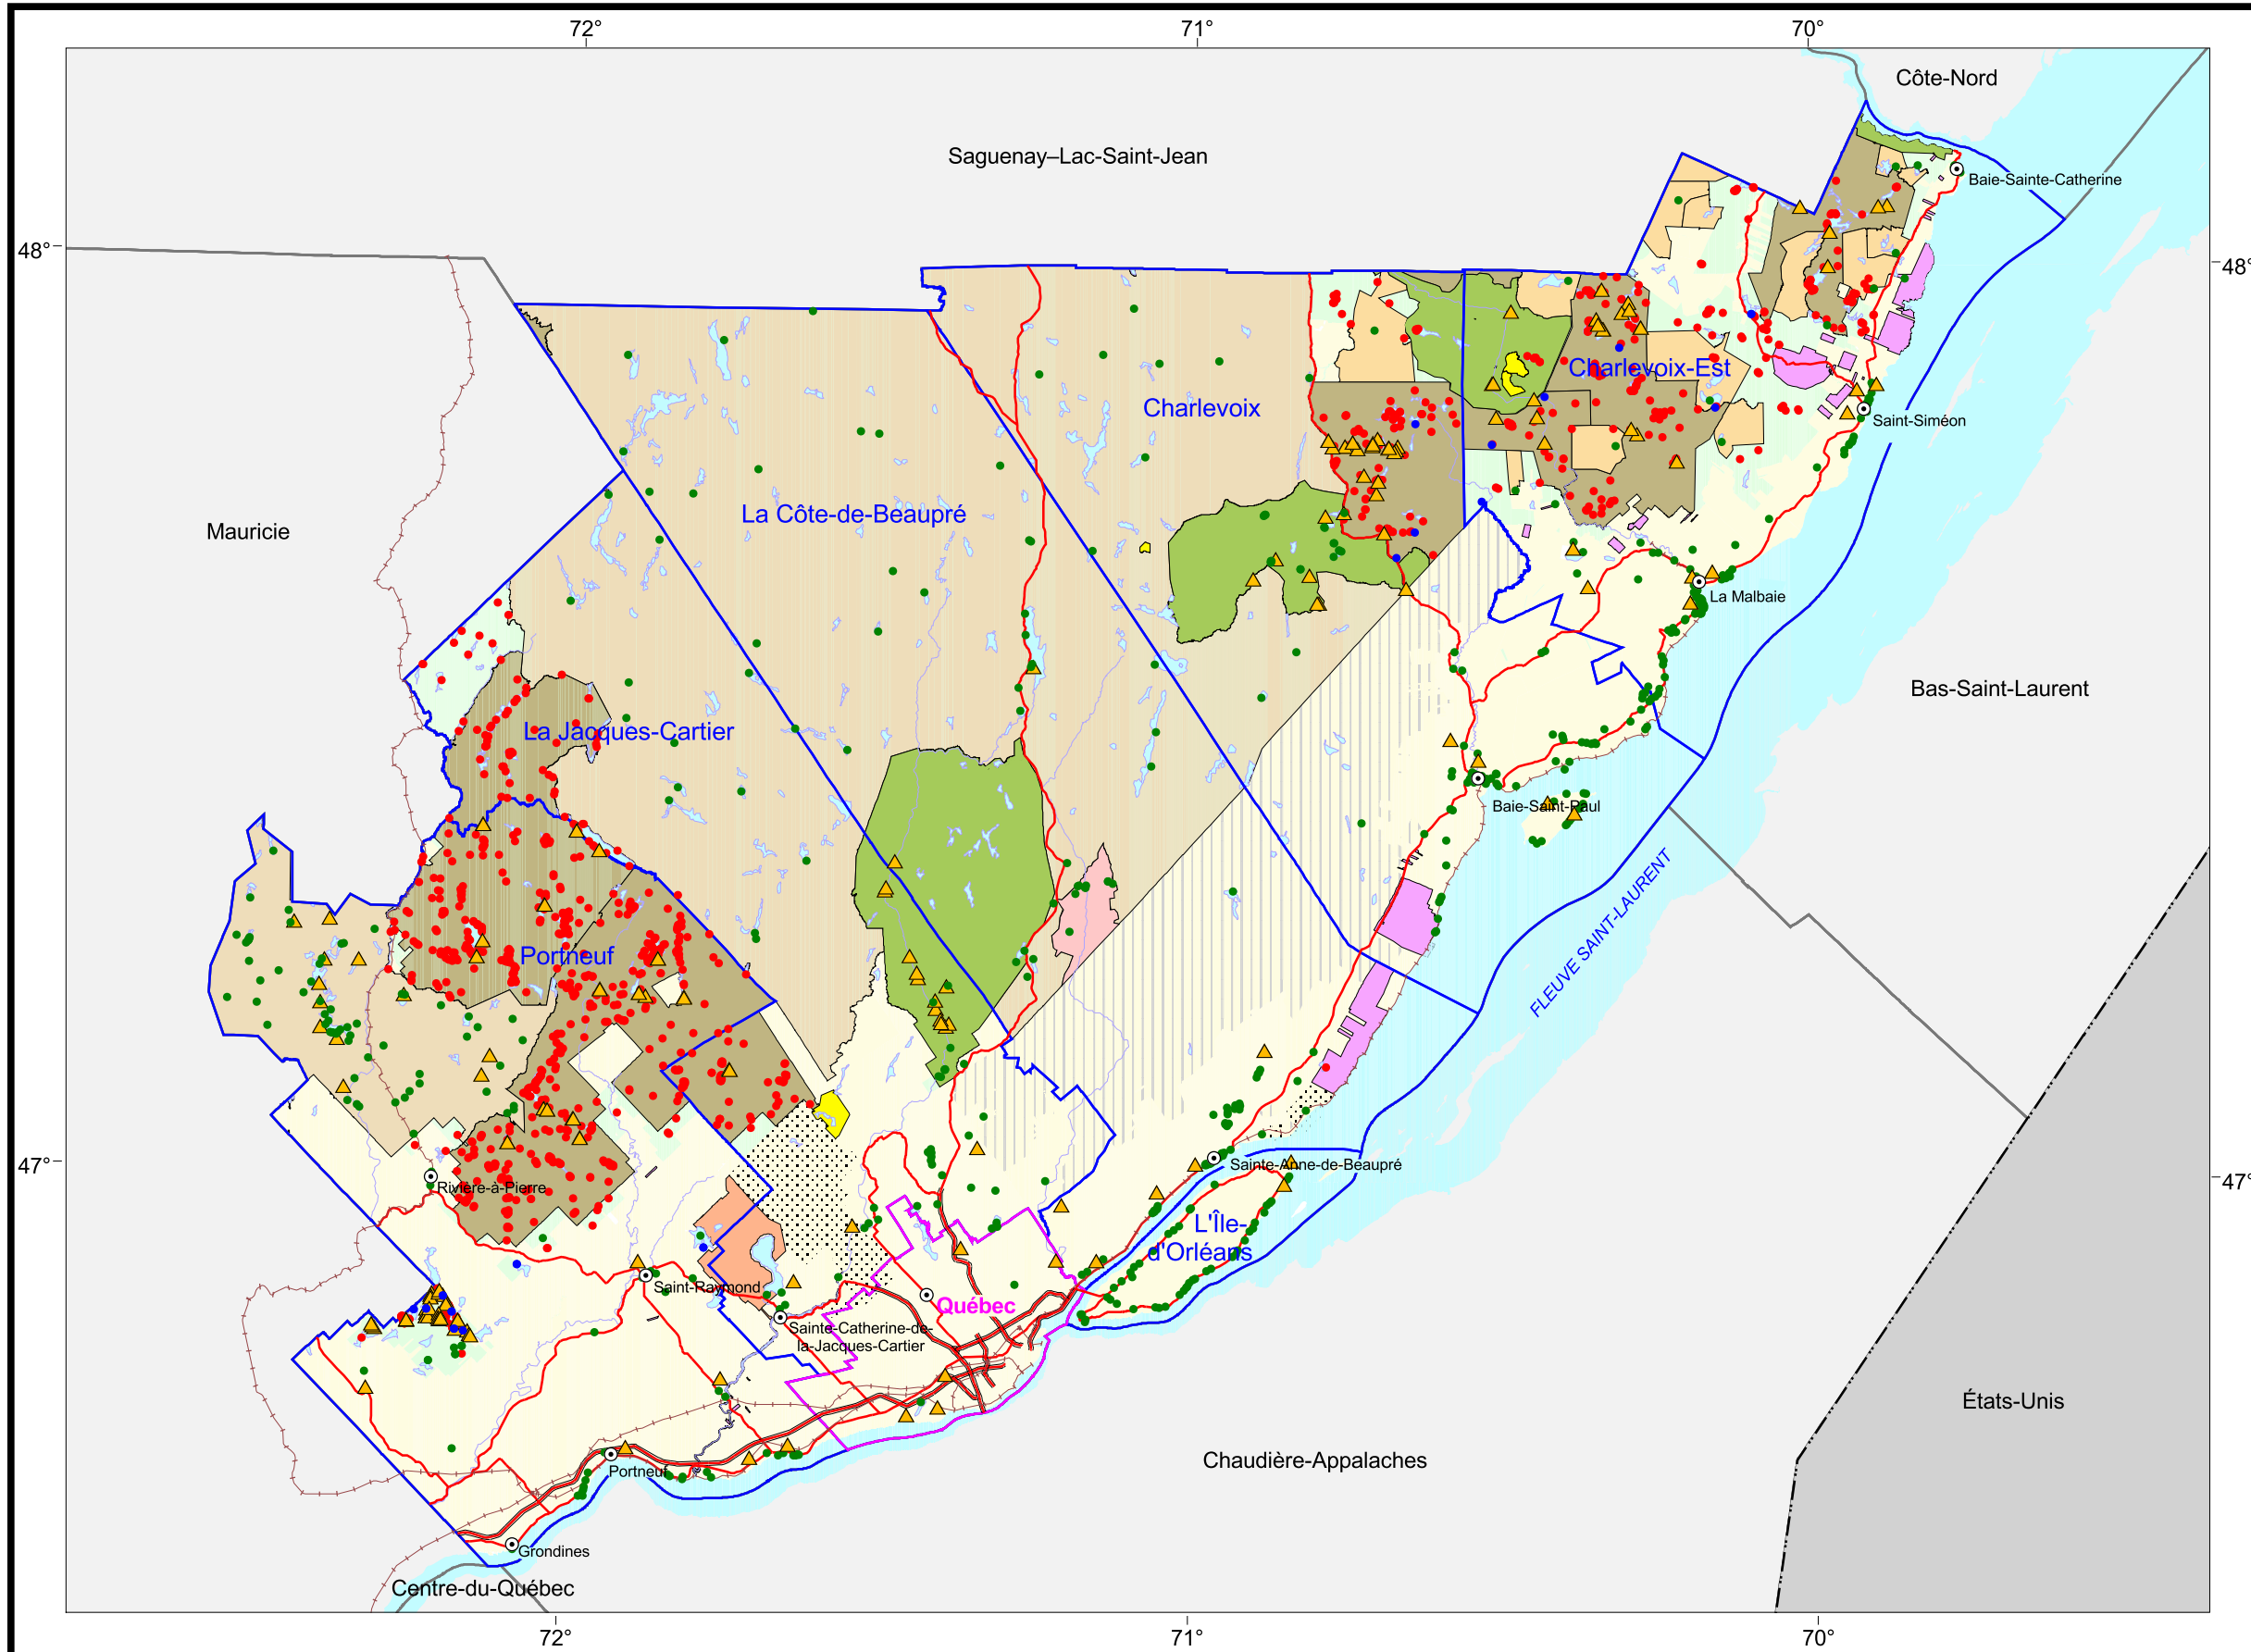 72°
71°
70°
Côte-Nord
Saguenay–Lac-Saint-Jean
Baie-Sainte-Catherine
48°
48°
Charlevoix-Est
Charlevoix
Saint-Siméon
La Côte-de-Beaupré
Mauricie
La Malbaie
Bas-Saint-Laurent
La Jacques-Cartier
Baie-Saint-Paul
FLEUVE SAINT-LAURENT
Portneuf
47°
Sainte-Anne-de-Beaupré
47°
Rivière-à-Pierre
L'Île-
d'Orléans
Saint-Raymond
Québec
Sainte-Catherine-de-
la-Jacques-Cartier
États-Unis
Chaudière-Appalaches
Portneuf
Grondines
Centre-du-Québec
72°
71°
70°